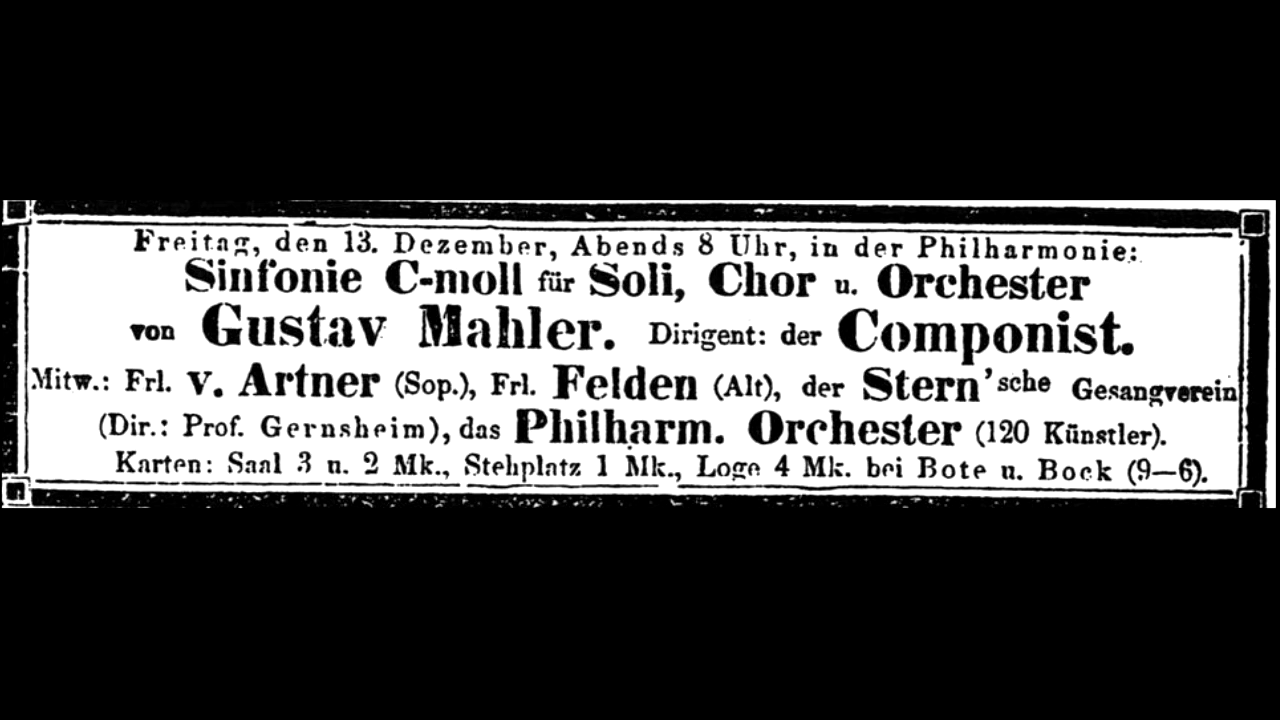 Freitag, den 13. Dezember, Abends 8 Uhr, in der Philharmonie:
Sinfonie C-moll für Soli, Chor u. Orchester
von Gustav Mahler. Dirigent: der Componist.
Mitw.: Frl. v. Artner (Sop.), Frl. Felden (Alt), der Stern'sche Gesangverein
(Dir.: Prof. Gernsheim), das Philharm. Orchester (120 Künstler).
Karten: Saal 3 u. 2 Mk., Stehplatz 1 Mk., Loge 4 Mk. bei Bote u. Bock (9—6).